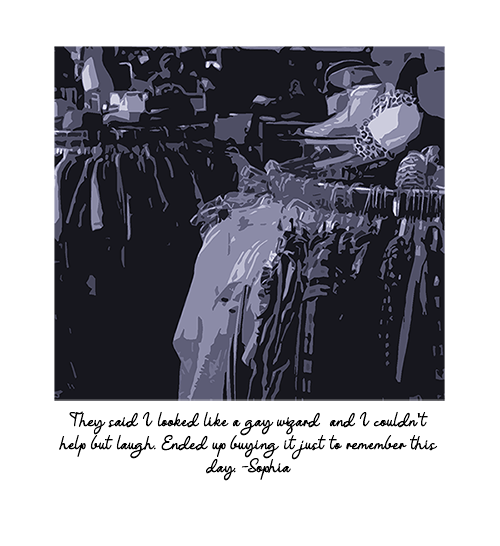 They said I looked like a gay wizard and I couldn't
help but laugh. Ended up buying it just to remember this
day. -Sophia